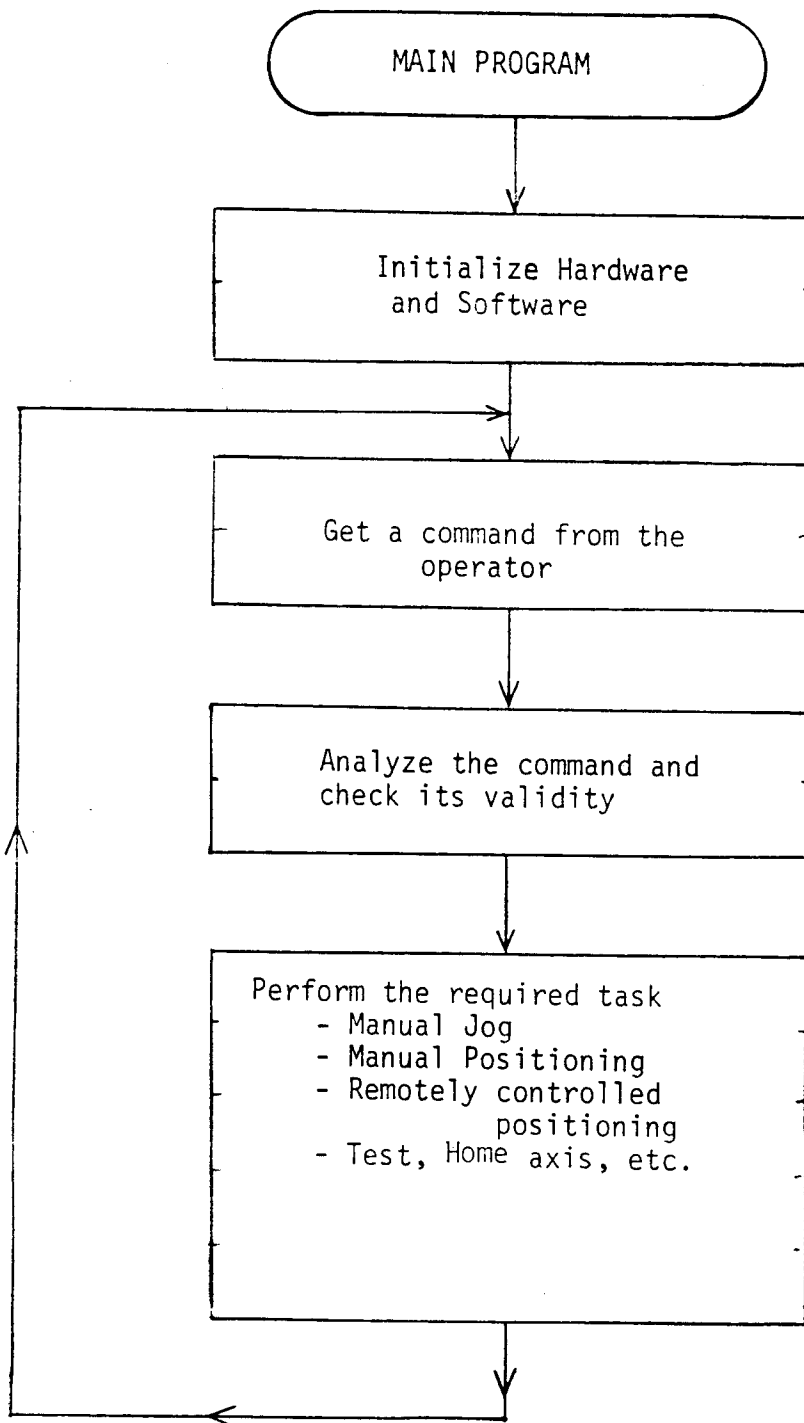 MAIN PROGRAM
Initialize Hardware
and Software
Get a command from the
operator
Analyze the command and
check its validity
Perform the required task
- Manual Jog
- Manual Positioning
- Remotely controlled
positioning
- Test, Home axis, etc.